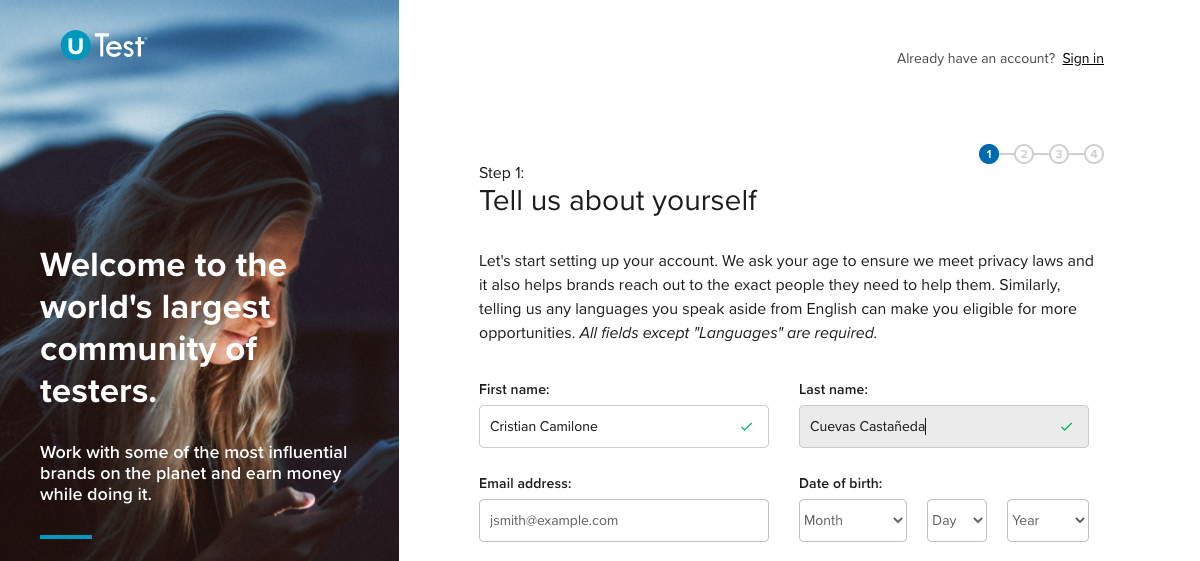 U Test
Welcome to the
world's largest
community of
testers.
Work with some of the most influential
brands on the planet and earn money
while doing it.
Already have an account? Sign in
1 2 3 4
Step 1:
Tell us about yourself
Let's start setting up your account. We ask your age to ensure we meet privacy laws and
it also helps brands reach out to the exact people they need to help them. Similarly,
telling us any languages you speak aside from English can make you eligible for more
opportunities. All fields except "Languages" are required.
First name: Last name:
Cristian Camilone Cuevas Castañeda
Email address: Date of birth:
jsmith@example.com Month Day Year